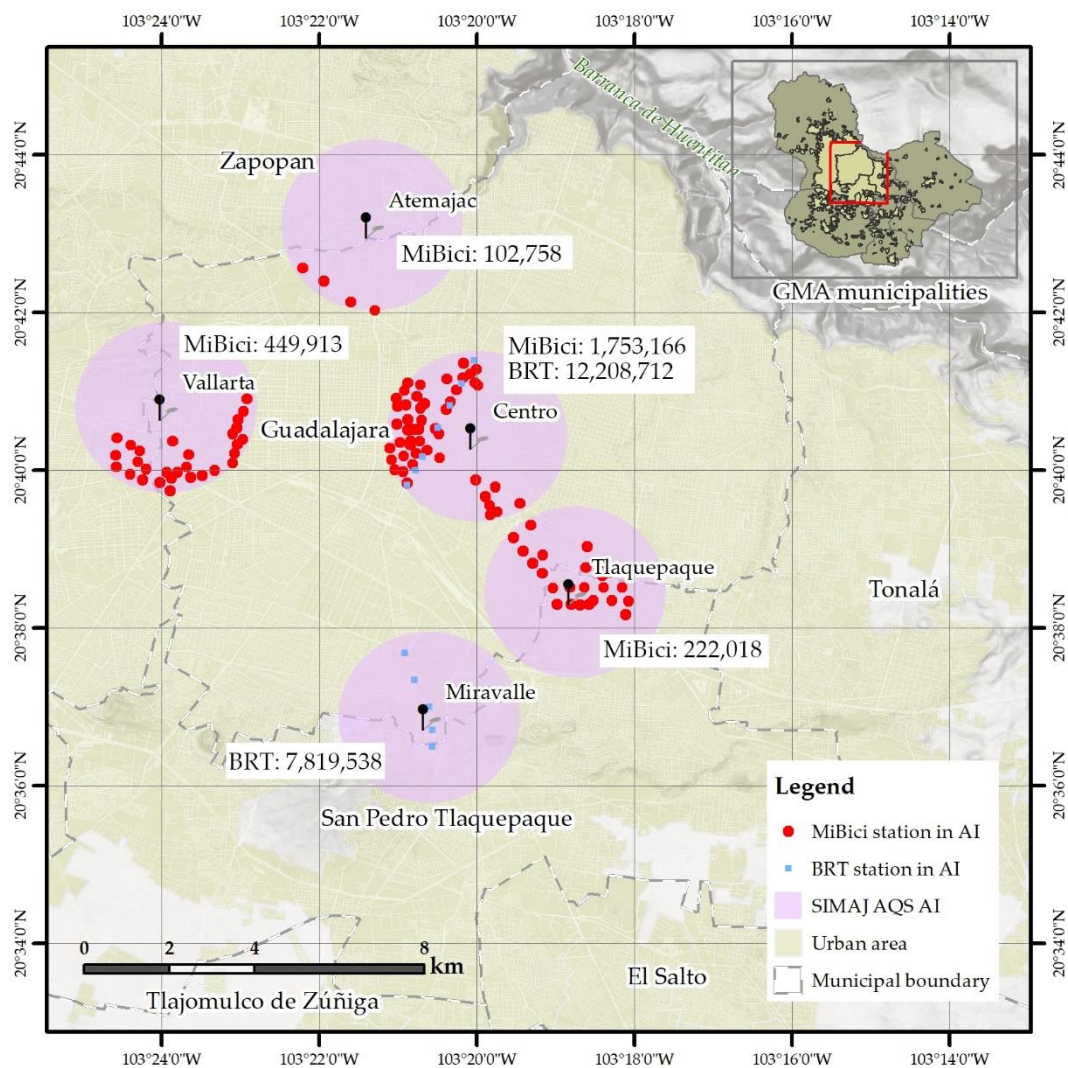 103°24'0"W 103°22'0"W 103°20'0"W 103°18'0"W 103°16'0"W 103°14'0"W
Barranca de Huentitan
20°44'0"N
20°44'0"N
Zapopan
Atemajac
MiBici: 102,758
GMA municipalities
20°42'0"N
20°42'0"N
MiBici: 449,913
MiBici: 1,753,166
BRT: 12,208,712
Vallarta
Centro
Guadalajara
20°40'0"N
20°40'0"N
Tlaquepaque
Tonalá
20°38'0"N
20°38'0"N
MiBici: 222,018
Miravalle
BRT: 7,819,538
20°36'0"N
20°36'0"N
San Pedro Tlaquepaque
Legend
MiBici station in AI
BRT station in AI
SIMAJ AQS AI
Urban area
Municipal boundary
20°34'0"N
20°34'0"N
0 2 4 8
km
El Salto
Tlajomulco de Zúñiga
103°24'0"W 103°22'0"W 103°20'0"W 103°18'0"W 103°16'0"W 103°14'0"W